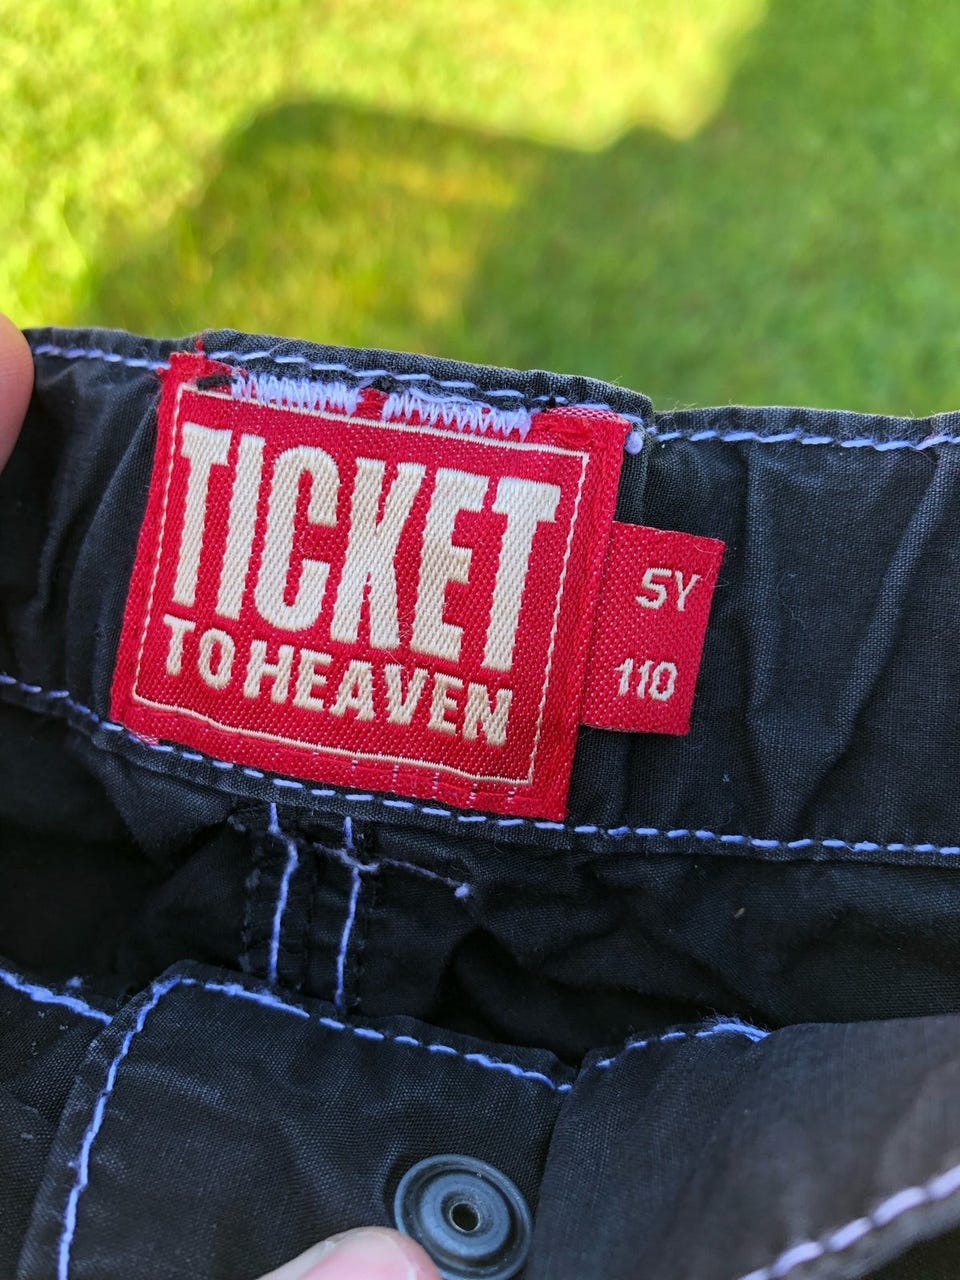 TICKET
TO HEAVEN
5Y
110